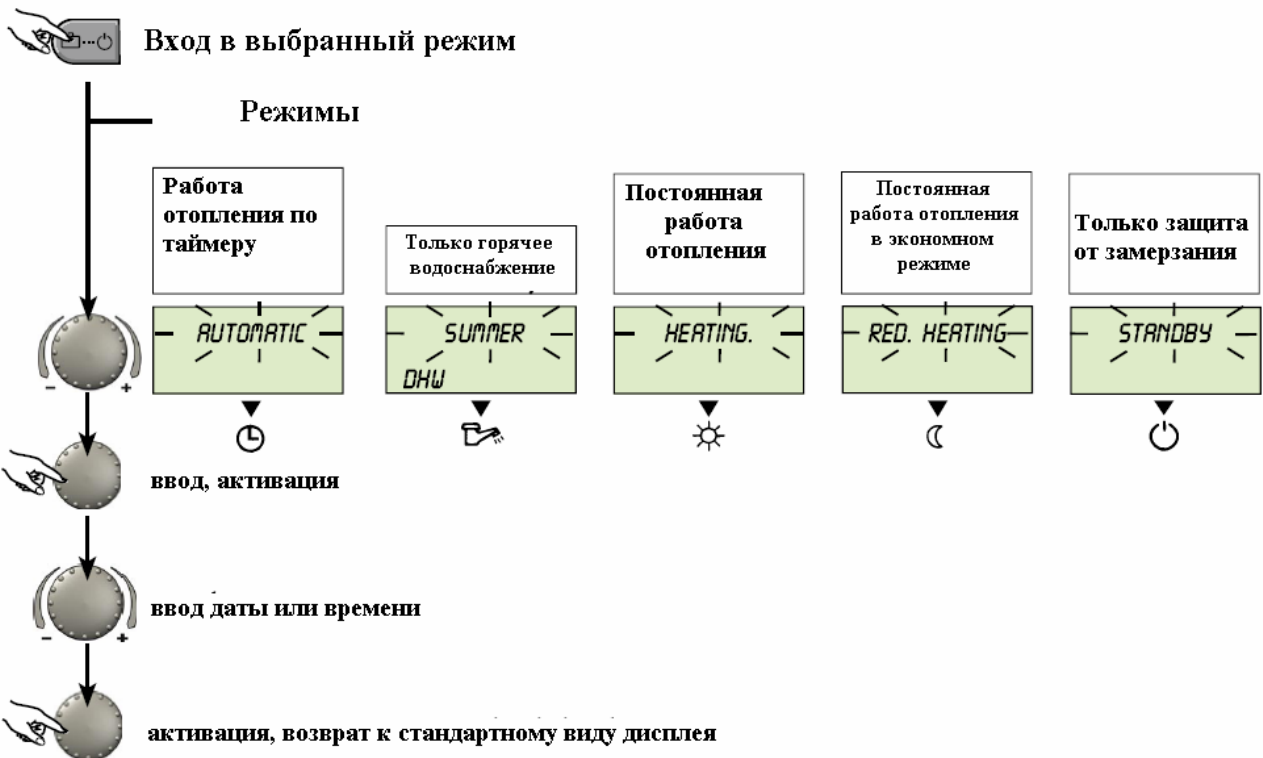 Вход в выбранный режим
Режимы
Работа
отопления по
таймеру
Только горячее
водоснабжение
Постоянная
работа
отопления
Постоянная
работа отопления
в экономном
режиме
Только защита
от замерзания
AUTOMATIC
SUMMER
DHW
HEATING.
RED. HEATING
STANDBY
- +
ввод, активация
ввод даты или времени
- +
активация, возврат к стандартному виду дисплея